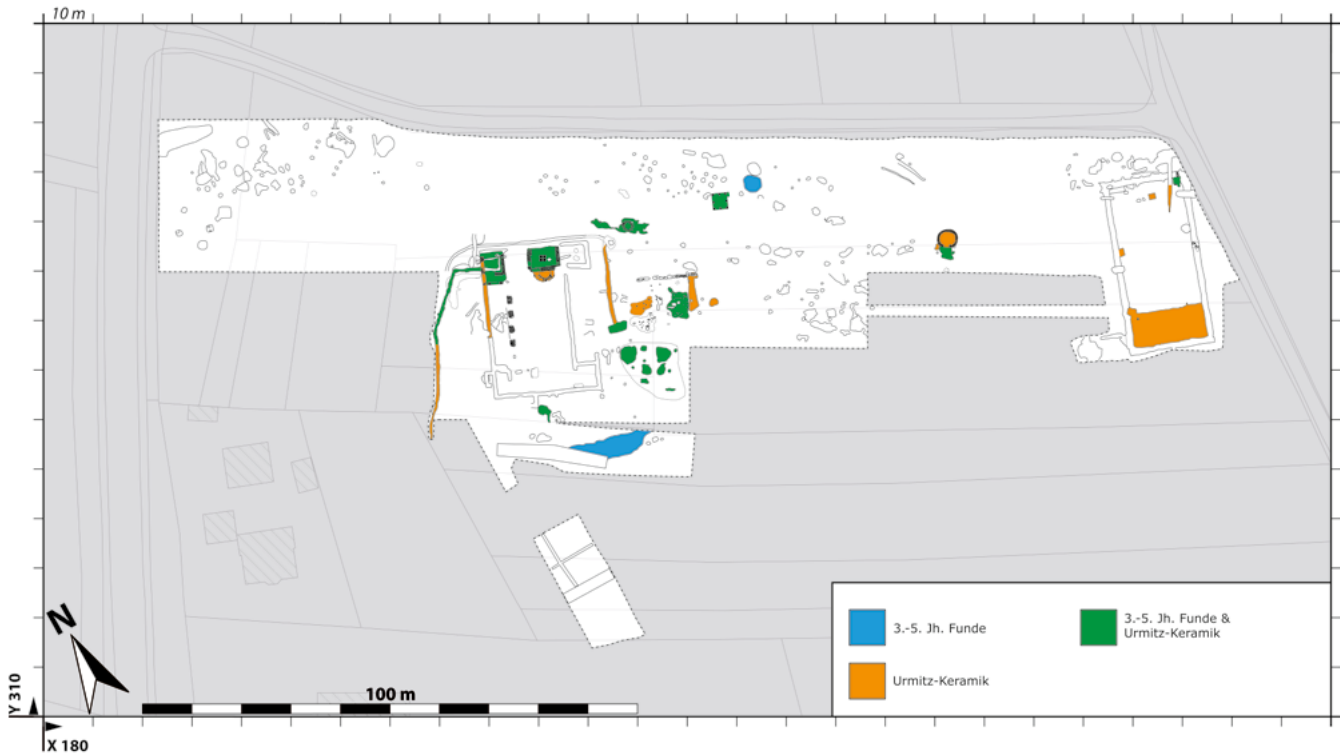 10 m
N
100 m
Y 310
X 180
3.-5. Jh. Funde
3.-5. Jh. Funde &
Urmitz-Keramik
Urmitz-Keramik